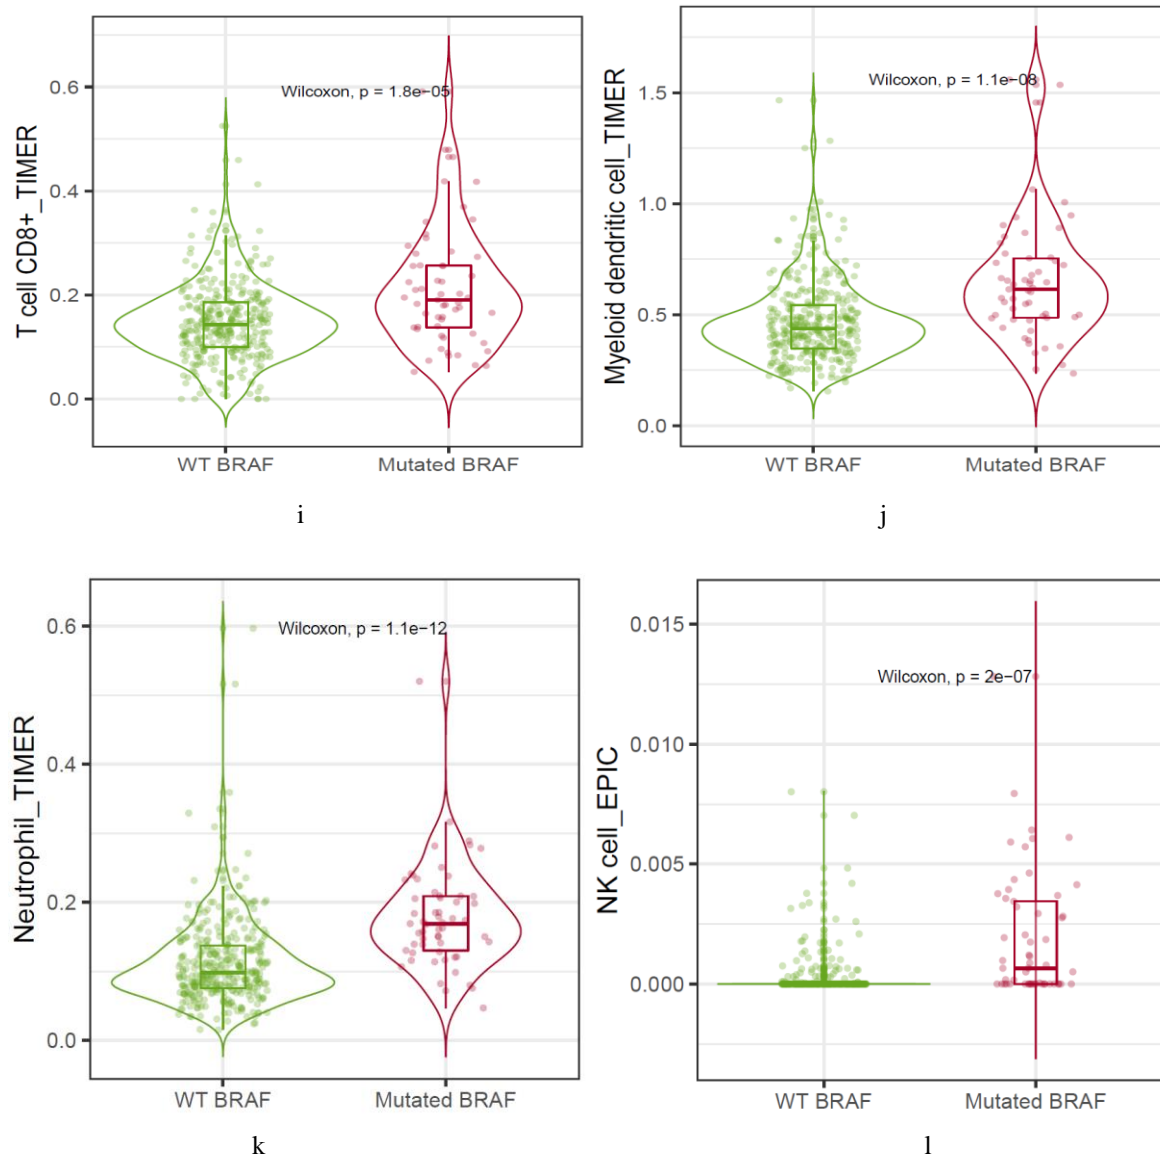 T cell CD8+_TIMER
0.6
0.4
0.2
0.0
Wilcoxon, p = 1.8e−05
WT BRAF
Mutated BRAF
i
Myeloid dendritic cell_TIMER
1.5
1.0
0.5
0.0
Wilcoxon, p = 1.1e−08
WT BRAF
Mutated BRAF
j
Neutrophil_TIMER
0.6
0.4
0.2
0.0
Wilcoxon, p = 1.1e−12
WT BRAF
Mutated BRAF
k
NK cell_EPIC
0.015
0.010
0.005
0.000
Wilcoxon, p = 2e−07
WT BRAF
Mutated BRAF
l